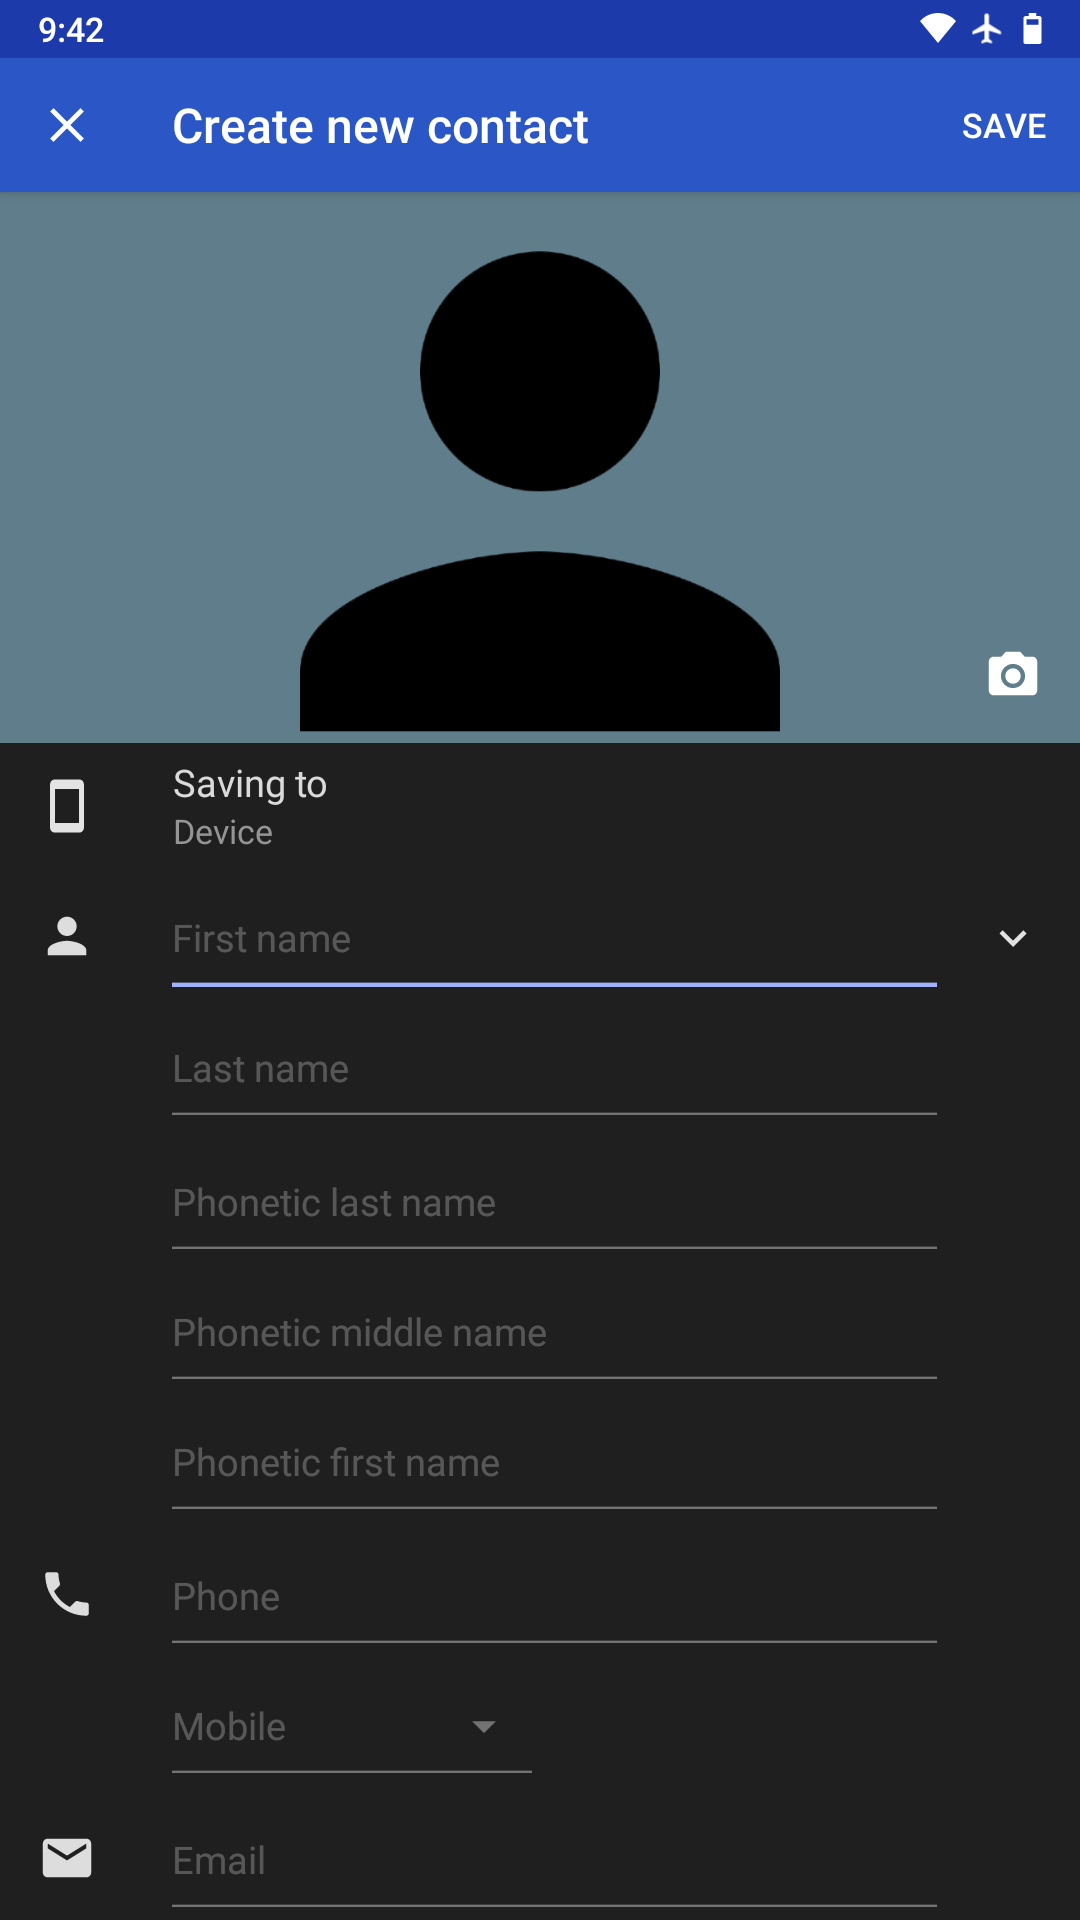 9:42
Create new contact
SAVE
Saving to
Device
First name
Last name
Phonetic last name
Phonetic middle name
Phonetic first name
Phone
Mobile
Email